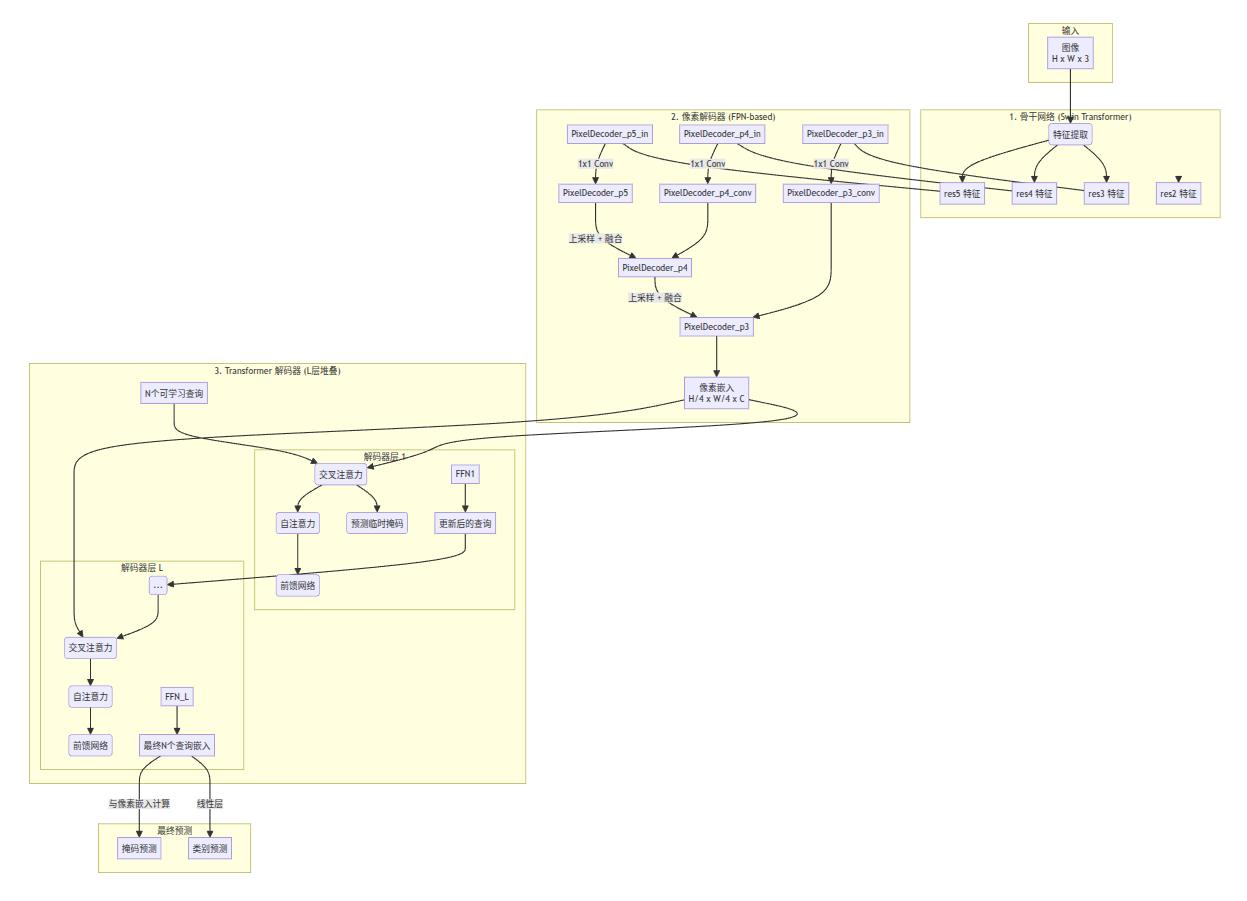 输入
图像
H x W x 3
2. 像素解码器 (FPN-based)
1. 骨干网络 (Swin Transformer)
PixelDecoder_p5_in
PixelDecoder_p4_in
PixelDecoder_p3_in
特征提取
1x1 Conv
1x1 Conv
1x1 Conv
PixelDecoder_p5
PixelDecoder_p4_conv
PixelDecoder_p3_conv
res5 特征
res4 特征
res3 特征
res2 特征
上采样 + 融合
PixelDecoder_p4
上采样 + 融合
PixelDecoder_p3
像素嵌入
H/4 x W/4 x C
3. Transformer 解码器 (L层堆叠)
N个可学习查询
解码器层 1
交叉注意力
FFN1
自注意力
预测临时掩码
更新后的查询
前馈网络
解码器层 L
...
交叉注意力
自注意力
FFN_L
前馈网络
最终N个查询嵌入
与像素嵌入计算
线性层
最终预测
掩码预测
类别预测